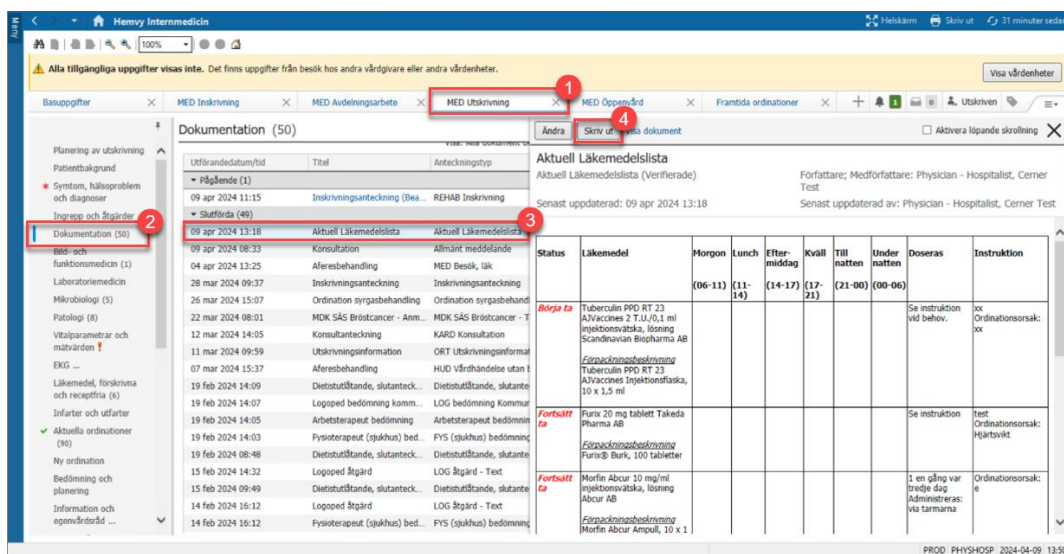 Meny
Hemvy Internmedicin
Helskärm Skriv ut 31 minuter sedan
100%
Alla tillgängliga uppgifter visas inte. Det finns uppgifter från besök hos andra vårdgivare eller andra vårdenheter.
Visa vårdenheter
Basuppgifter MED Inskrivning MED Avdelningsarbete MED Utskrivning MED Öppenvård Framtida ordinationer 1 0 Utskriven
1
4
2
3
Planering av utskrivning
Patientbakgrund
Symtom, hälsoproblem
och diagnoser
Ingrepp och åtgärder
Dokumentation (50)
Bild- och
funktionsmedicin (1)
Laboratoriemedicin
Mikrobiologi (5)
Patologi (8)
Vitalparametrar och
mätvärden
EKG ...
Läkemedel, förskrivna
och receptfria (6)
Infarter och utfarter
Aktuella ordinationer
(90)
Ny ordination
Bedömning och
planering
Information och
egenvårdsråd ...
Dokumentation (50)
Utförandedatum/tid Titel Anteckningstyp
Pågående (1)
09 apr 2024 11:15 Inskrivningsanteckning (Bea... REHAB Inskrivning
Slutförda (49)
09 apr 2024 13:18 Aktuell Läkemedelslista Aktuell Läkemedelslista
09 apr 2024 08:33 Konsultation Allmänt meddelande
04 apr 2024 13:25 Aferesbehandling MED Besök, läk
28 mar 2024 09:37 Inskrivningsanteckning Inskrivningsanteckning
26 mar 2024 15:07 Ordination syrgasbehandling Ordination syrgasbehandl
22 mar 2024 08:01 MDK SÄS Bröstcancer - Anm... MDK SÄS Bröstcancer - T
12 mar 2024 14:05 Konsultanteckning KARD Konsultation
11 mar 2024 09:59 Utskrivningsinformation ORT Utskrivningsinformat
07 mar 2024 15:37 Aferesbehandling HUD Vårdhändelse utan b
19 feb 2024 14:09 Dietistutlåtande, slutanteck... Dietistutlåtande, slutante
19 feb 2024 14:07 Logoped bedömning komm... LOG bedömning Kommun
19 feb 2024 14:05 Arbetsterapeut bedömning Arbetsterapeut bedömnin
19 feb 2024 14:03 Fysioterapeut (sjukhus) bed... FYS (sjukhus) bedömning
19 feb 2024 08:48 Dietistutlåtande, slutanteck... Dietistutlåtande, slutante
15 feb 2024 14:32 Logoped åtgärd LOG åtgärd - Text
15 feb 2024 09:49 Dietistutlåtande, slutanteck... Dietistutlåtande, slutante
14 feb 2024 16:12 Logoped åtgärd LOG åtgärd - Text
14 feb 2024 16:12 Fysioterapeut (sjukhus) bed... FYS (sjukhus) bedömning
Ändra Skriv ut Visa dokument Aktivera löpande skrollning
Aktuell Läkemedelslista
Aktuell Läkemedelslista (Verifierade) Författare; Medförfattare: Physician - Hospitalist, Cerner
Test
Senast uppdaterad: 09 apr 2024 13:18 Senast uppdaterad av: Physician - Hospitalist, Cerner Test
Status Läkemedel Morgon Lunch Efter- Kväll Till Under Doseras Instruktion
middag natten natten
(06-11) (11- (14-17) (17- (21-00) (00-06)
14) 21)
Börja ta Tuberculin PPD RT 23 Se instruktion xx
AJVaccines 2 T.U./0,1 ml vid behov. Ordinationsorsak:
injektionsvätska, lösning xx
Scandinavian Biopharma AB
Förpackningsbeskrivning
Tuberculin PPD RT 23
AJVaccines Injektionsflaska,
10 x 1,5 ml
Fortsätt Furix 20 mg tablett Takeda Se instruktion test
ta Pharma AB Ordinationsorsak:
Hjärtsvikt
Förpackningsbeskrivning
Furix® Burk, 100 tabletter
Fortsätt Morfin Abcur 10 mg/ml 1 en gång var Ordinationsorsak:
ta injektionsvätska, lösning tredje dag e
Abcur AB Administreras:
via tarmarna
Förpackningsbeskrivning
Morfin Abcur Ampull, 10 x 1
PROD PHYSHOSP 2024-04-09